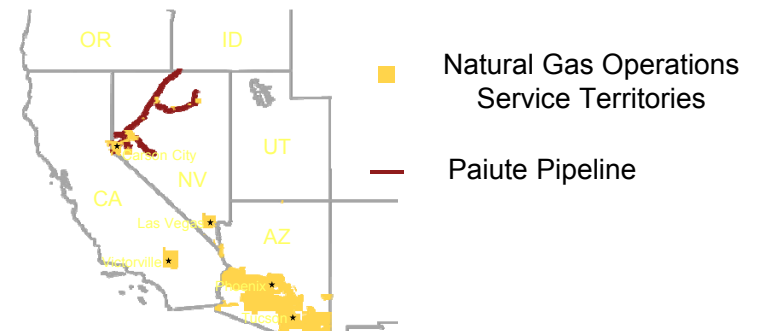 OR
ID
Natural Gas Operations
Service Territories
Carson City
UT
Paiute Pipeline
NV
CA
Las Vegas
AZ
Victorville
Phoenix
Tucson